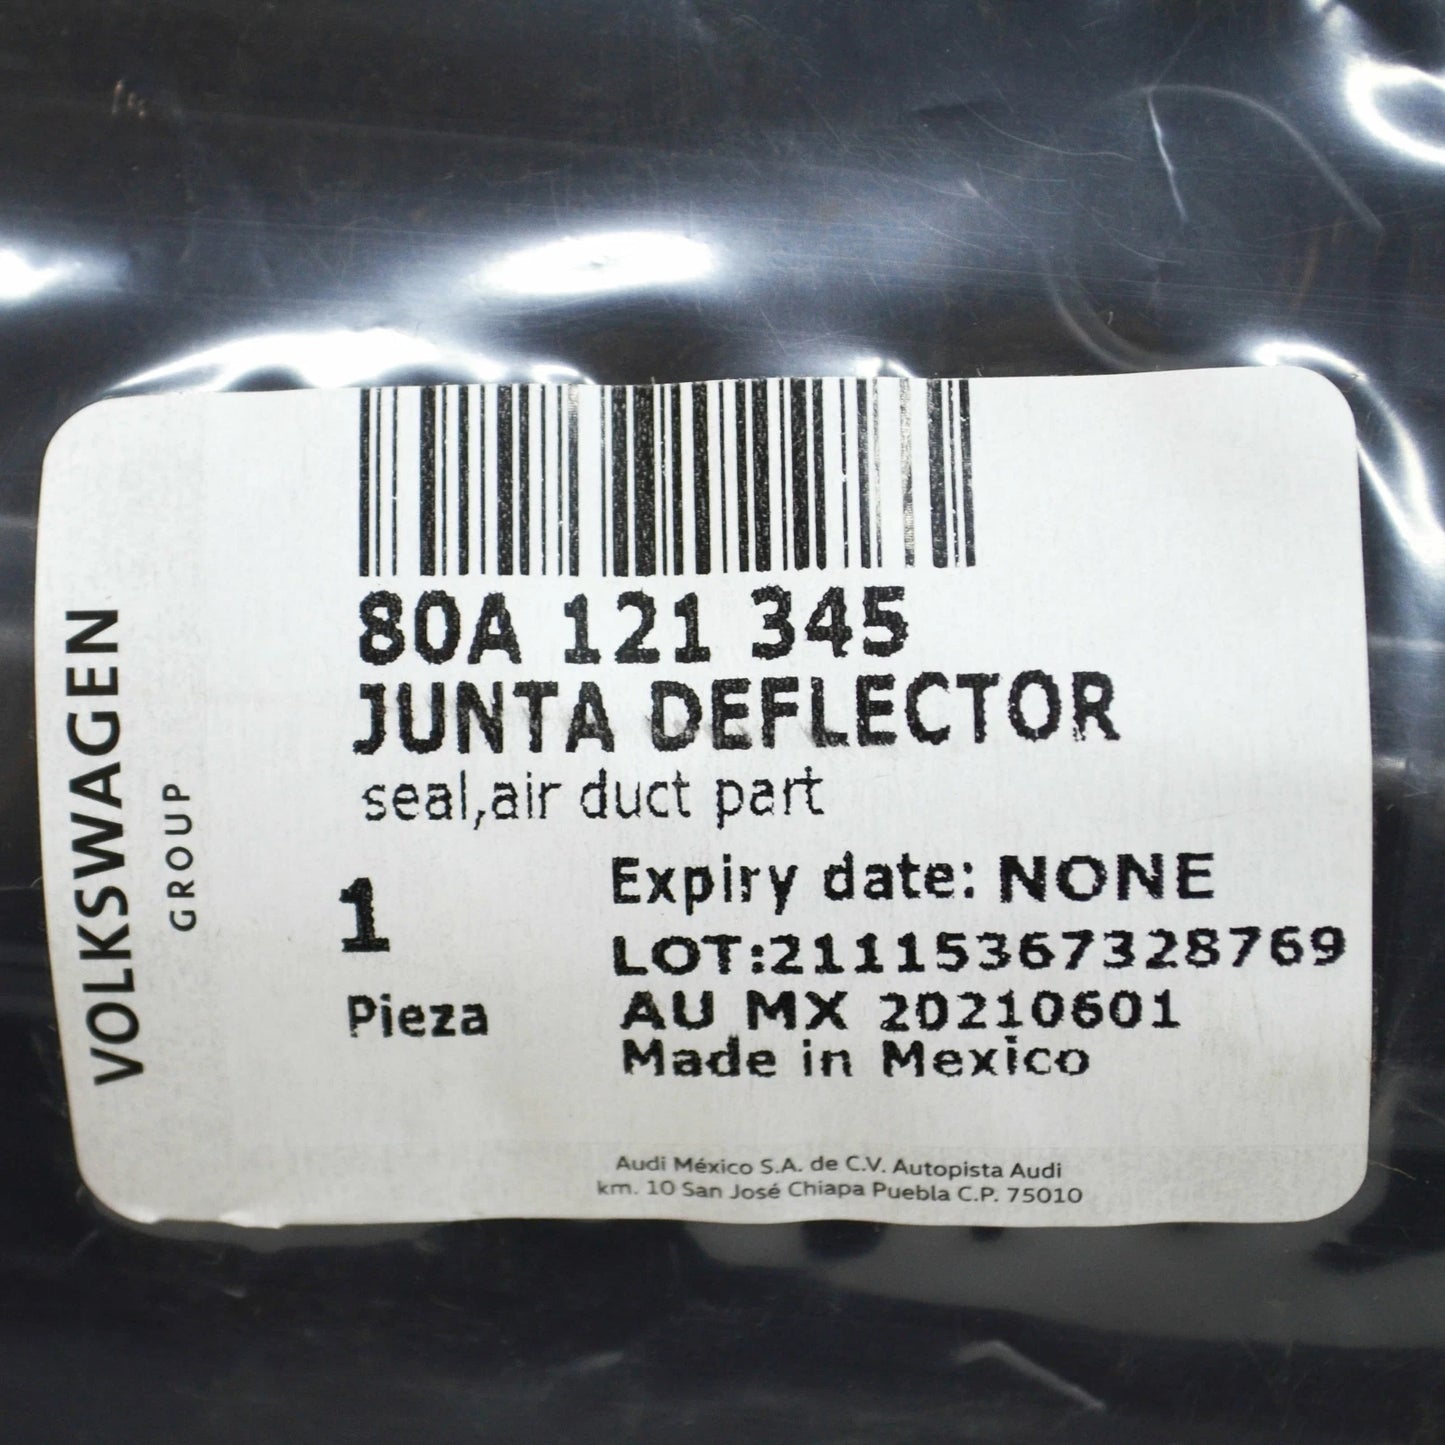 VOLKSWAGEN
GROUP
80A 121 345
JUNTA DEFLECTOR
seal,air duct part
1
Pieza
Expiry date: NONE
LOT:21115367328769
AU MX 20210601
Made in Mexico
Audi México S.A. de C.V. Autopista Audi
km. 10 San José Chiapa Puebla C.P. 75010